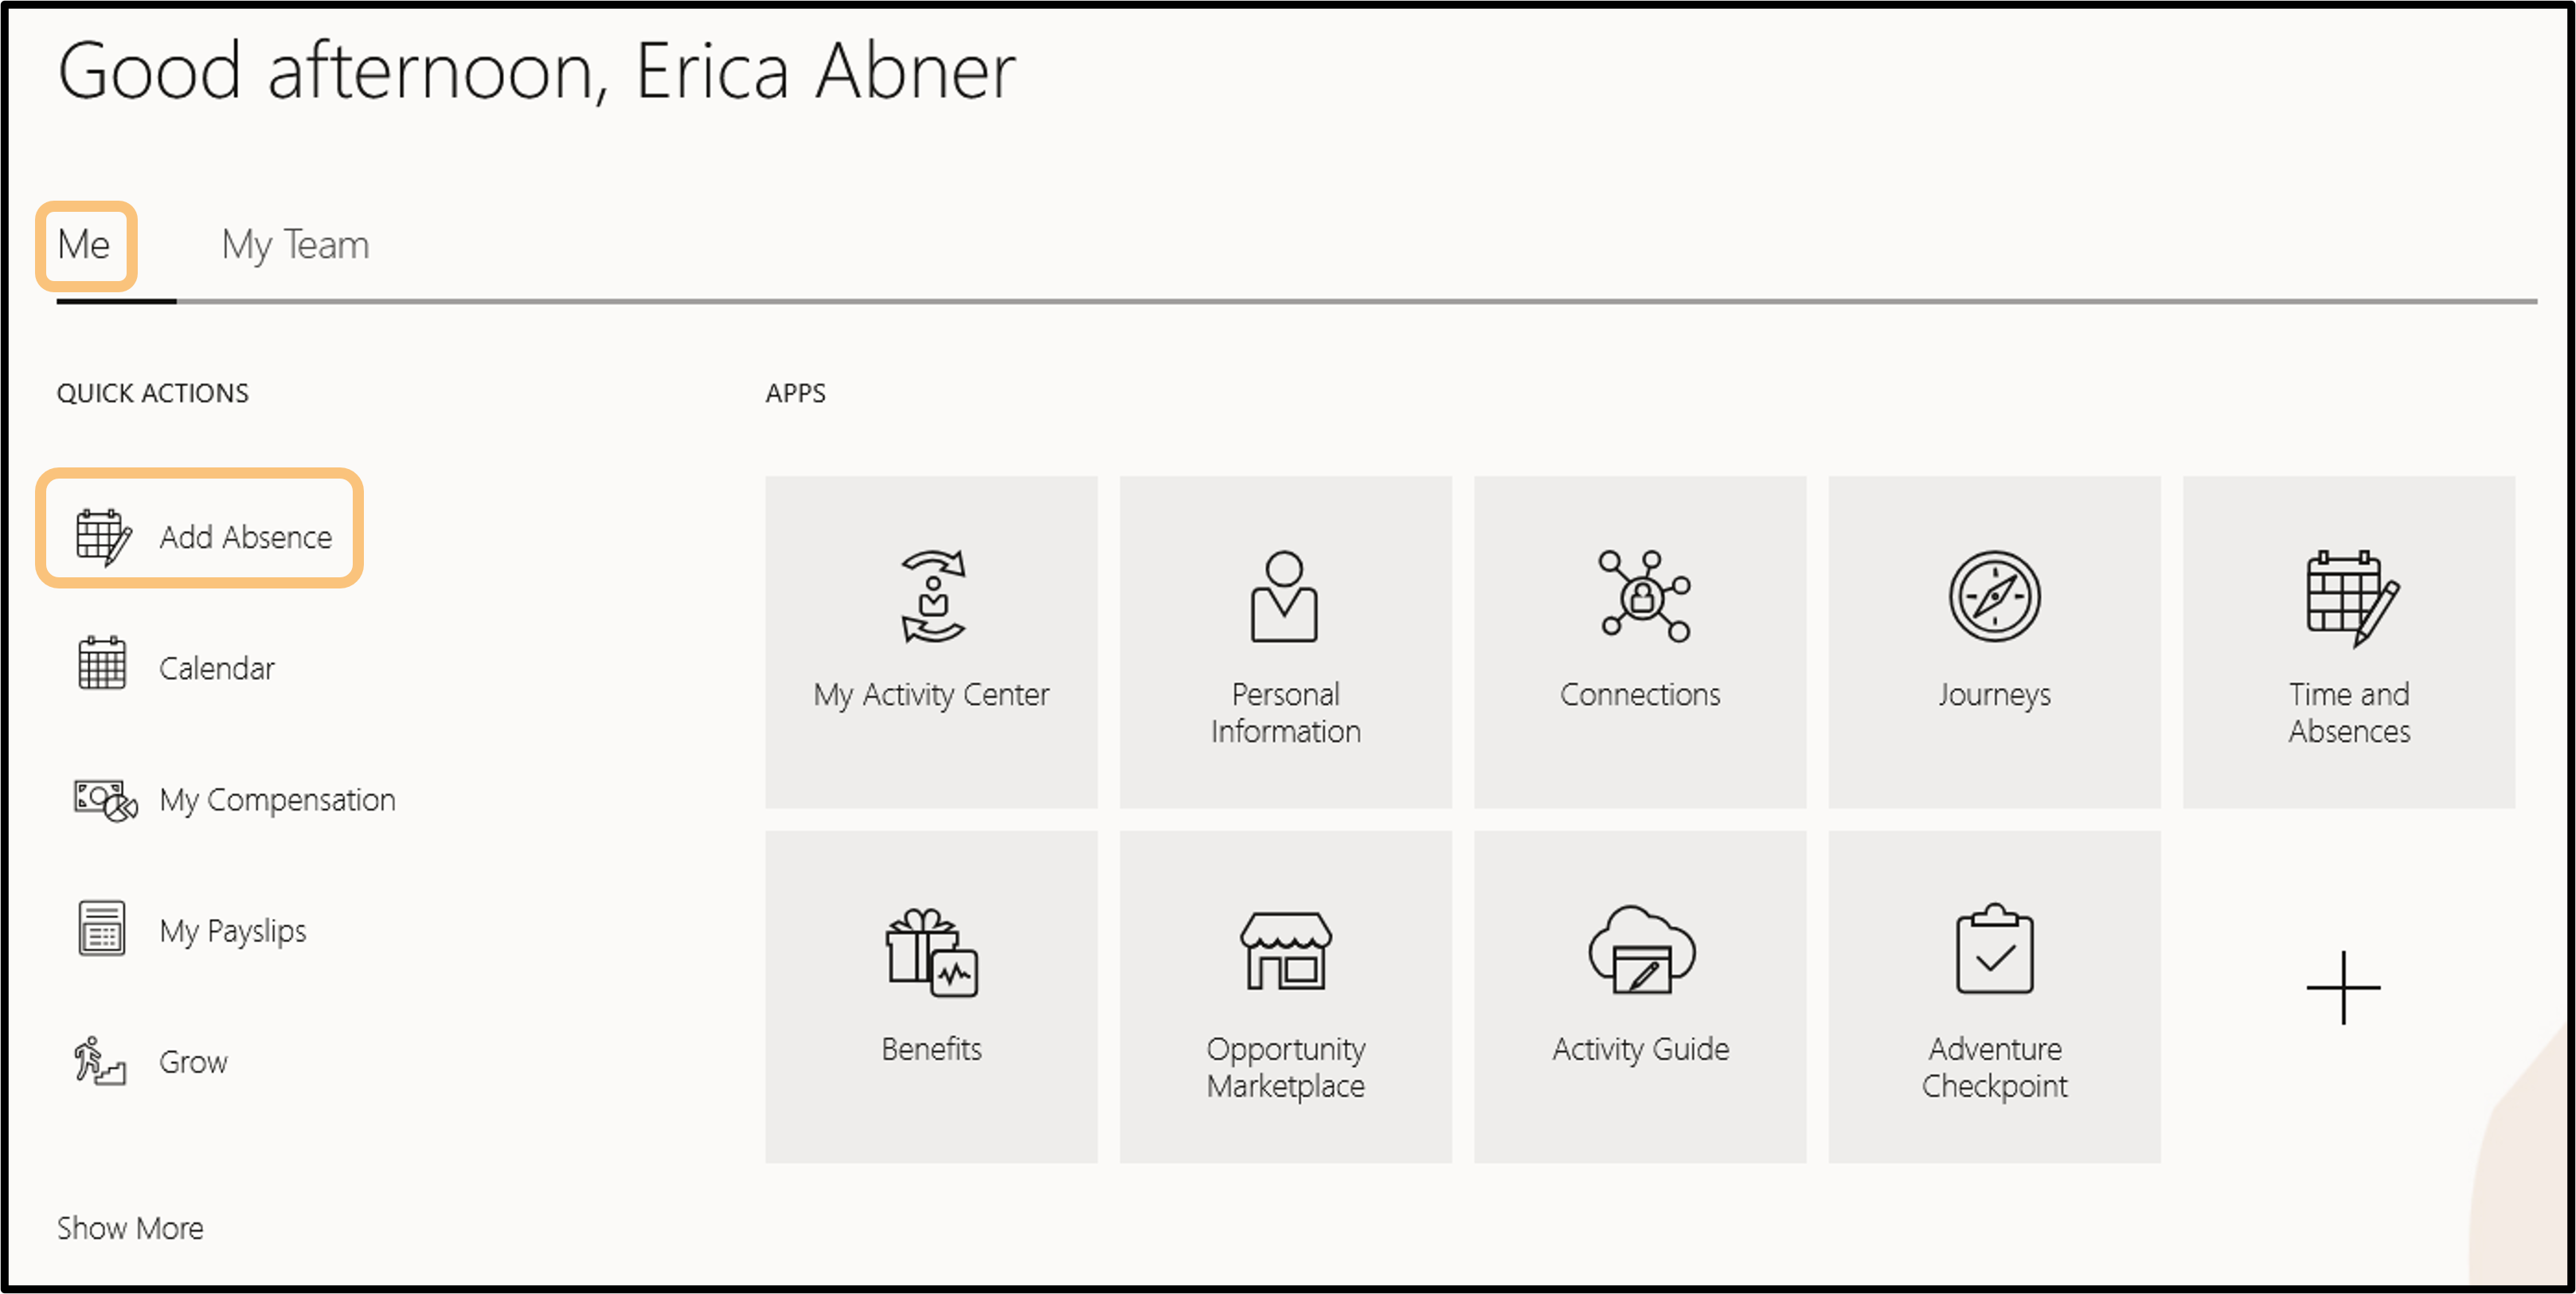 Good afternoon, Erica Abner
Me
My Team
QUICK ACTIONS
Add Absence
Calendar
My Compensation
My Payslips
Grow
Show More
APPS
My Activity Center
Personal
Information
Connections
Journeys
Time and
Absences
Benefits
Opportunity
Marketplace
Activity Guide
Adventure
Checkpoint